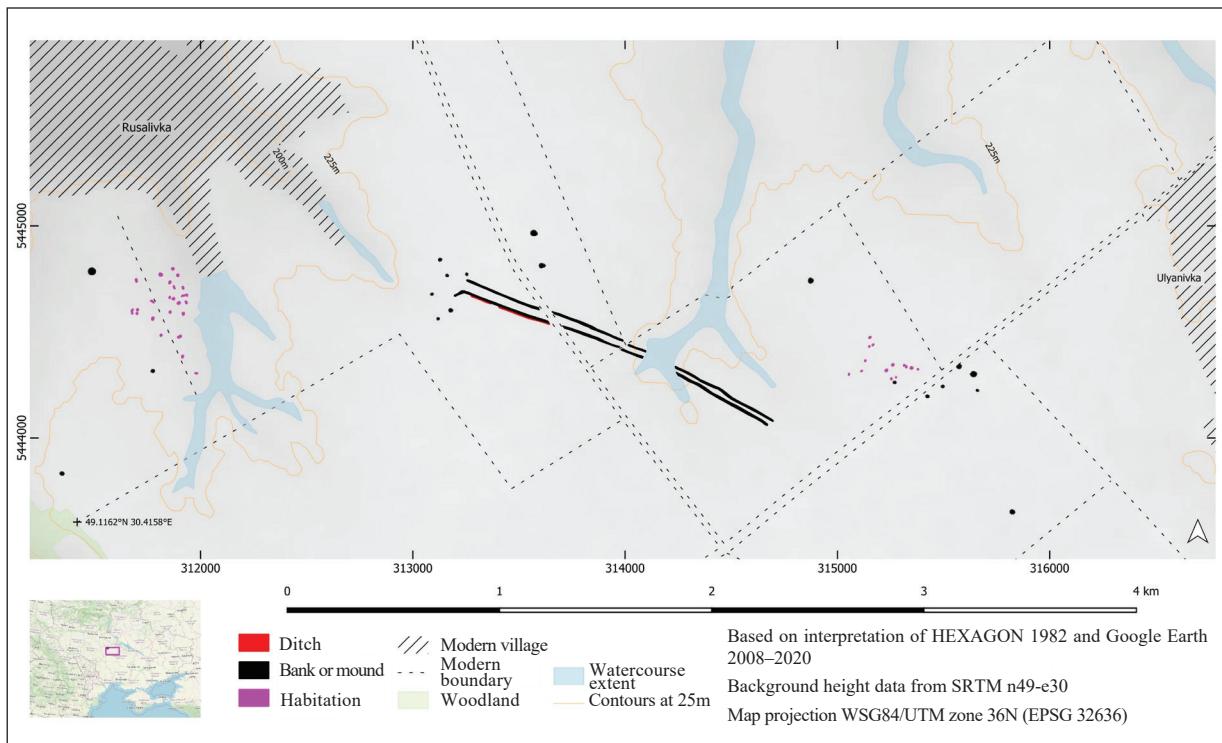 Rusalivka
200m
225m
225m
Ulyanivka
5445000
5444000
49.1162°N 30.4158°E
312000
313000
314000
315000
316000
0
1
2
3
4 km
Ditch
Bank or mound
Habitation
Modern village
Modern
boundary
Woodland
Watercourse
extent
Contours at 25m
Based on interpretation of HEXAGON 1982 and Google Earth
2008–2020
Background height data from SRTM n49-e30
Map projection WSG84/UTM zone 36N (EPSG 32636)